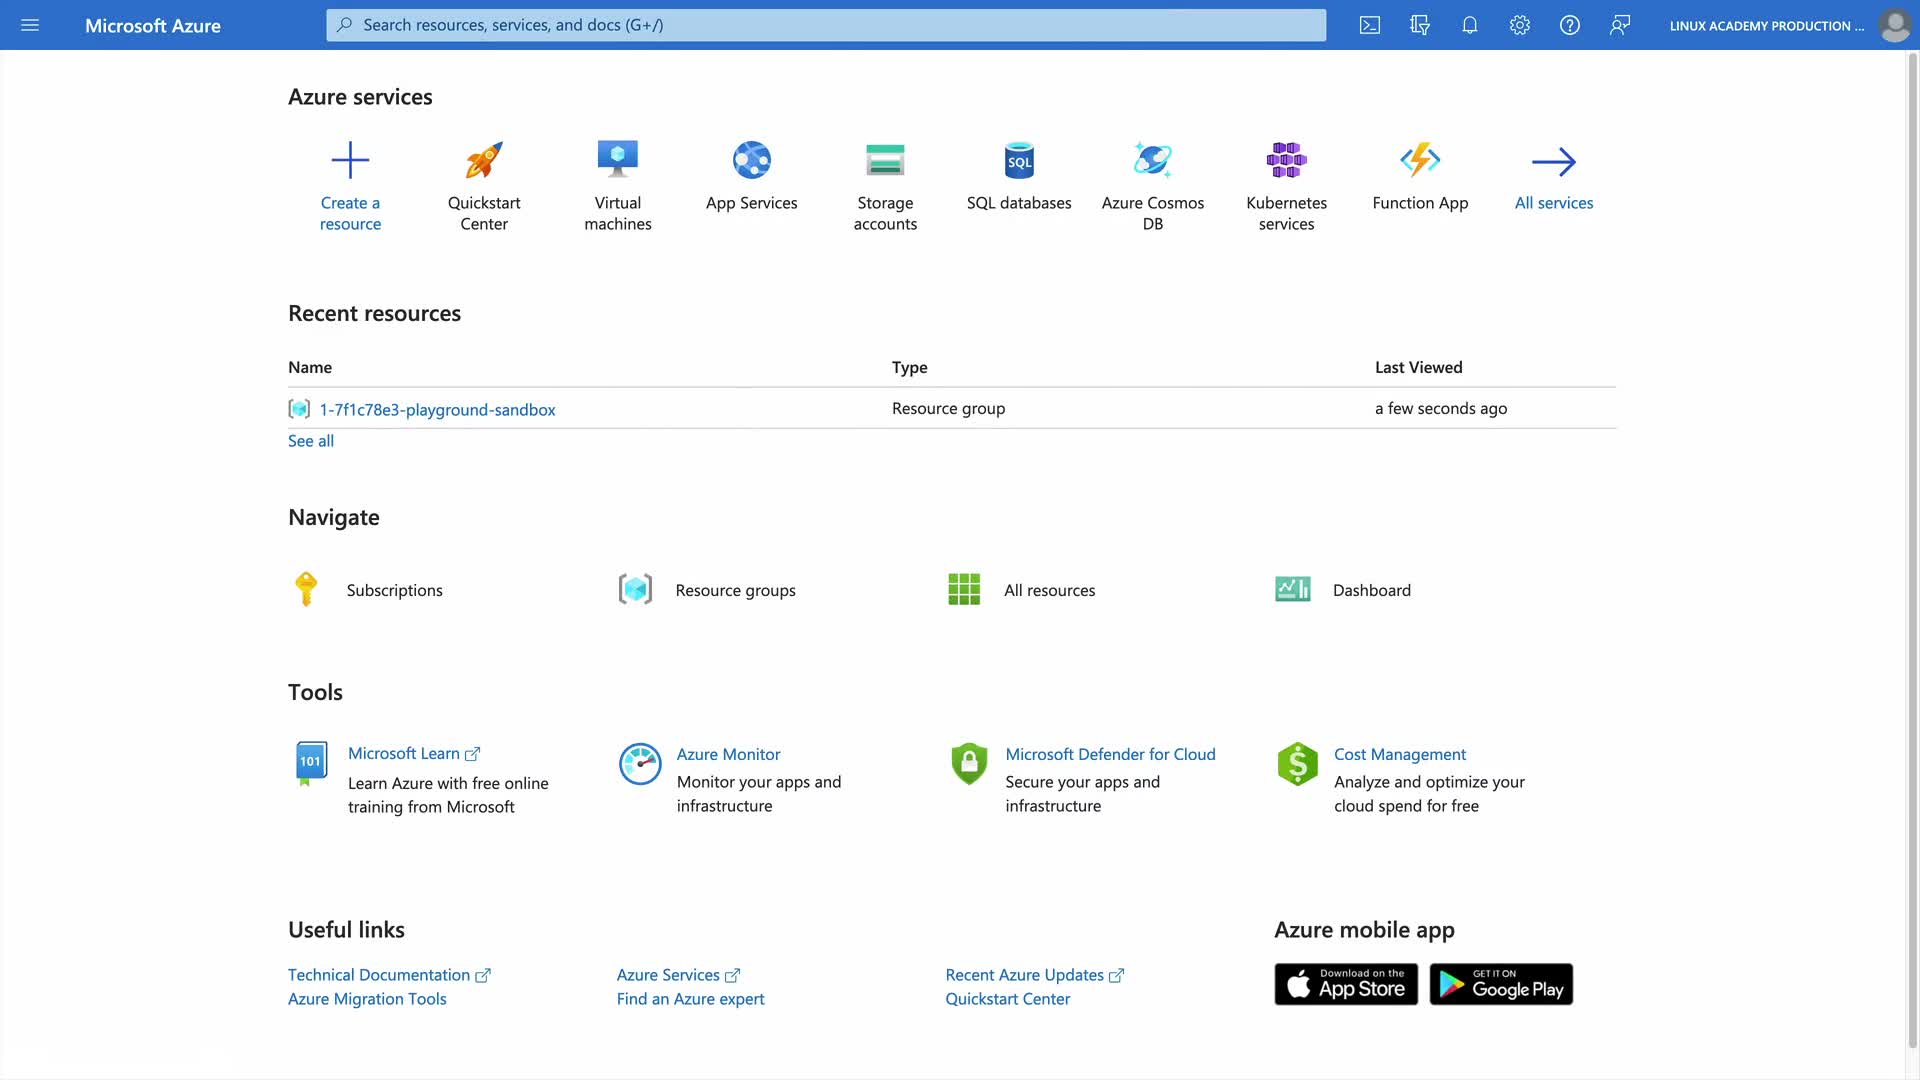 Microsoft Azure
Search resources, services, and docs (G+/)
LINUX ACADEMY PRODUCTION ...
Azure services
Create a
resource
Quickstart
Center
Virtual
machines
App Services
Storage
accounts
SQL
SQL databases
Azure Cosmos
DB
Kubernetes
services
Function App
All services
Recent resources
Name Type Last Viewed
1-7f1c78e3-playground-sandbox Resource group a few seconds ago
See all
Navigate
Subscriptions Resource groups All resources Dashboard
Tools
101
Microsoft Learn
Learn Azure with free online
training from Microsoft
Azure Monitor
Monitor your apps and
infrastructure
Microsoft Defender for Cloud
Secure your apps and
infrastructure
Cost Management
Analyze and optimize your
cloud spend for free
Useful links
Technical Documentation
Azure Migration Tools
Azure Services
Find an Azure expert
Recent Azure Updates
Quickstart Center
Azure mobile app
Download on the
App Store
GET IT ON
Google Play